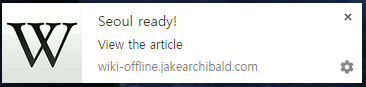 W
Seoul ready!
View the article
wiki-offline.jakearchibald.com